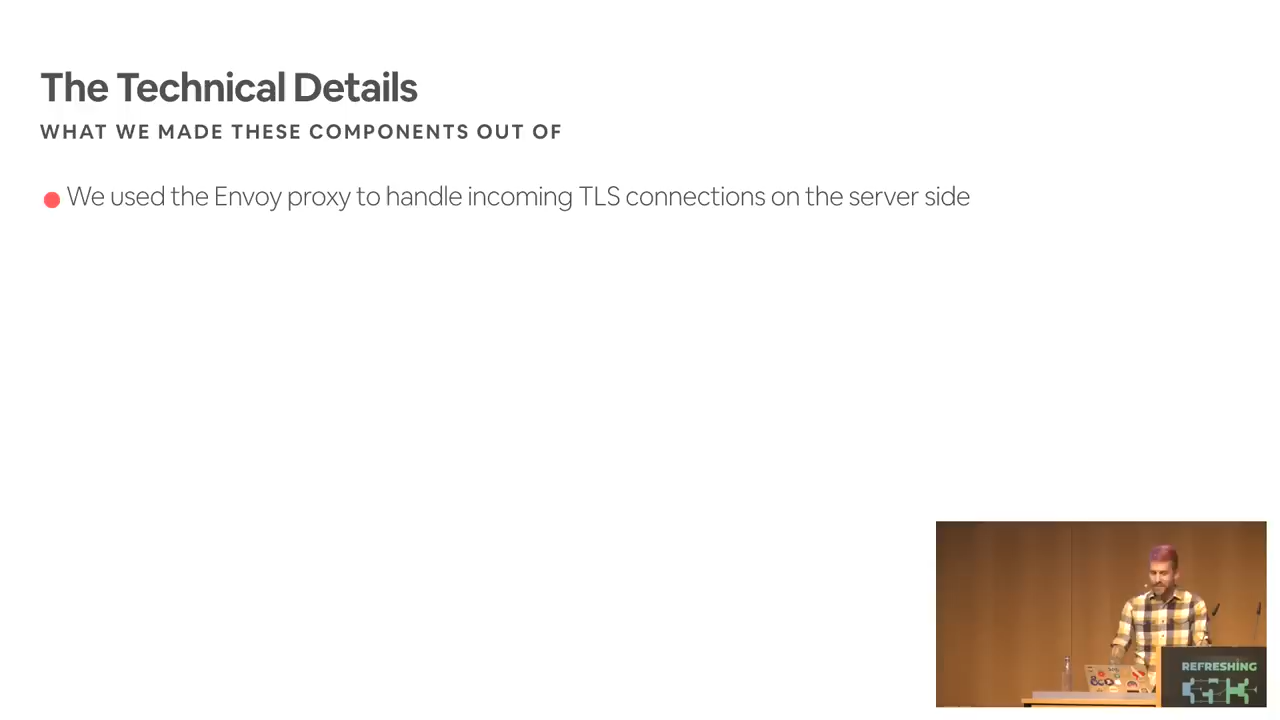 The Technical Details
WHAT WE MADE THESE COMPONENTS OUT OF
We used the Envoy proxy to handle incoming TLS connections on the server side
REFRESHING